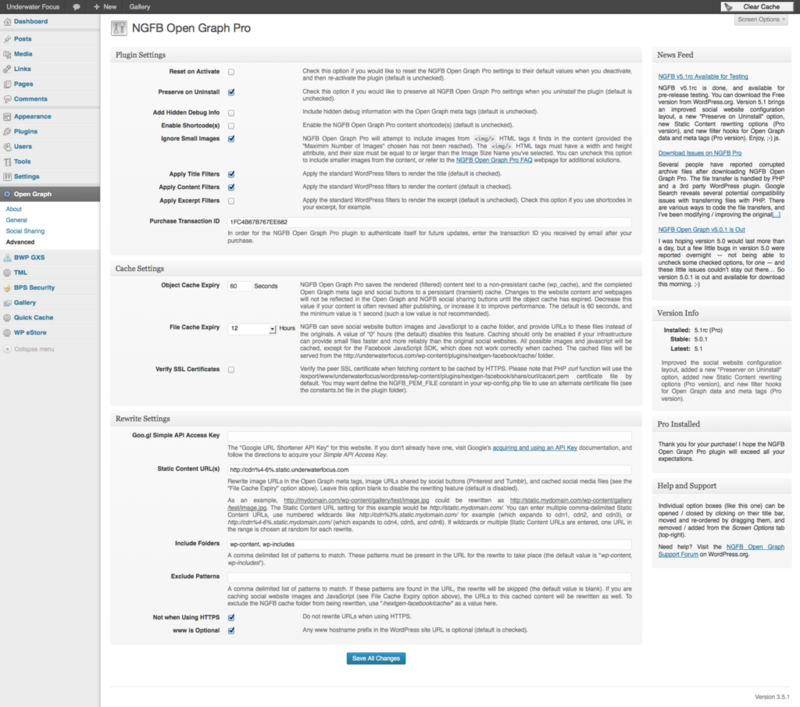 Underwater Focus
New
Gallery
Clear Cache
Screen Options
Dashboard
Posts
Media
Links
Pages
Comments
Appearance
Plugins
Users
Tools
Settings
Open Graph
About
General
Social Sharing
Advanced
BWP GXS
TML
BPS Security
Gallery
Quick Cache
WP eStore
Collapse menu
NGFB Open Graph Pro
Plugin Settings
Reset on Activate
Check this option if you would like to reset the NGFB Open Graph Pro settings to their default values when you deactivate,
and then re-activate the plugin (default is unchecked).
Preserve on Uninstall
Check this option if you would like to preserve all NGFB Open Graph Pro settings when you uninstall the plugin (default is
unchecked).
Add Hidden Debug Info
Include hidden debug information with the Open Graph meta tags (default is unchecked).
Enable Shortcode(s)
Enable the NGFB Open Graph Pro content shortcode(s) (default is unchecked).
Ignore Small Images
NGFB Open Graph Pro will attempt to include images from <img/> HTML tags it finds in the content (provided the
"Maximim Number of Images" chosen has not been reached). The <img/> HTML tags must have a width and height
attribute, and their size must be equal to or larger than the Image Size Name you've selected. You can uncheck this option
to include smaller images from the content, or refer to the NGFB Open Graph Pro FAQ webpage for additional solutions.
Apply Title Filters
Apply the standard WordPress filters to render the title (default is checked).
Apply Content Filters
Apply the standard WordPress filters to render the content (default is checked).
Apply Excerpt Filters
Apply the standard WordPress filters to render the excerpt (default is unchecked). Check this option if you use shortcodes in
your excerpt, for example.
Purchase Transaction ID
1FC4B67B767EE662
In order for the NGFB Open Graph Pro plugin to authenticate itself for future updates, enter the transaction ID you received by email after your
purchase.
Cache Settings
Object Cache Expiry
60 Seconds
NGFB Open Graph Pro saves the rendered (filtered) content text to a non-presistant cache (wp_cache), and the completed
Open Graph meta tags and social buttons to a persistant (transient) cache. Changes to the website content and webpages
will not be reflected in the Open Graph and NGFB social sharing buttons until the object cache has expired. Decrease this
value if your content is often revised after publishing, or increase it to improve performance. The default is 60 seconds, and
the minimum value is 1 second (such a low value is not recommended).
File Cache Expiry
12 Hours
NGFB can save social website button images and JavaScript to a cache folder, and provide URLs to these files instead of
the originals. A value of "0" hours (the default) disables this feature. Caching should only be enabled if your infrastructure
can provide small files faster and more reliably than the original social websites. All possible images and javascript will be
cached, except for the Facebook JavaScript SDK, which does not work correctly when cached. The cached files will be
served from the http://underwaterfocus.com/wp-content/plugins/nextgen-facebook/cache/ folder.
Verify SSL Certificates
Verify the peer SSL certificate when fetching content to be cached by HTTPS. Please note that PHP curl function will use the
/export/www/underwaterfocus/wordpress/wp-content/plugins/nextgen-facebook/share/curl/cacert.pem certificate file by
default. You may want define the NGFB_PEM_FILE constant in your wp-config.php file to use an alternate certificate file (see
the constants.txt file in the plugin folder).
Rewrite Settings
Goo.gl Simple API Access Key
The "Google URL Shortener API Key" for this website. If you don't already have one, visit Google's acquiring and using an API Key documentation, and
follow the directions to acquire your Simple API Access Key.
Static Content URL(s)
http://cdn%4-6%.static.underwaterfocus.com
Rewrite image URLs in the Open Graph meta tags, image URLs shared by social buttons (Pinterest and Tumblr), and cached social media files (see the
"File Cache Expiry" option above). Leave this option blank to disable the rewriting feature (default is disabled).
As an example, http://mydomain.com/wp-content/gallery/test/image.jpg could be rewritten as http://static.mydomain.com/wp-content/gallery
/test/image.jpg. The Static Content URL setting for this example would be http://static.mydomain.com/. You can enter multiple comma-delimited Static
Content URLs, use numbered wildcards like http://cdn%3%.static.mydomain.com/ for example (which expands to cdn1, cdn2, and cdn3), or
http://cdn%4-6%.static.mydomain.com/ (which expands to cdn4, cdn5, and cdn6). If wildcards or multiple Static Content URLs are entered, one URL in
the range is chosen at random for each rewrite.
Include Folders
wp-content, wp-includes
A comma delimited list of patterns to match. These patterns must be present in the URL for the rewrite to take place (the default value is "wp-content,
wp-includes").
Exclude Patterns
A comma delimited list of patterns to match. If these patterns are found in the URL, the rewrite will be skipped (the default value is blank). If you are
caching social website images and JavaScript (see File Cache Expiry option above), the URLs to this cached content will be rewritten as well. To
exclude the NGFB cache folder from being rewritten, use "/nextgen-facebook/cache/" as a value here.
Not when Using HTTPS
Do not rewrite URLs when using HTTPS.
www is Optional
Any www hostname prefix in the WordPress site URL is optional (default is checked).
Save All Changes
News Feed
NGFB v5.1rc Available for Testing
NGFB v5.1rc is done, and available for
pre-release testing. You can download the Free
version from WordPress.org. Version 5.1 brings
an improved social website configuration
layout, a new "Preserve on Uninstall" option,
new Static Content rewriting options (Pro
version), and new filter hooks for Open Graph
data and meta tags (Pro version). Enjoy, ;-) js.
Download Issues on NGFB Pro
Several people have reported corrupted
archive files after downloading NGFB Open
Graph Pro. The file transfer is handled by PHP
and a 3rd party WordPress plugin. Google
Search reveals several potential compatibility
issues with transferring files with PHP. There
are various ways to code the file transfers, and
I've been modifying / improving the original[...]
NGFB Open Graph v5.0.1 is Out
I was hoping version 5.0 would last more than
a day, but a few little bugs in version 5.0 were
reported overnight — not being able to
uncheck some checked options, for one — and
these little issues couldn't stay out there... So
version 5.0.1 is out and available for download
this morning. ;-)
Version Info
Installed: 5.1rc (Pro)
Stable: 5.0.1
Latest: 5.1
Improved the social website configuration
layout, added a new "Preserve on Uninstall"
option, added new Static Content rewriting
options (Pro version), and new filter hooks for
Open Graph data and meta tags (Pro
version).
Pro Installed
Thank you for your purchase! I hope the NGFB
Open Graph Pro plugin will exceed all your
expectations.
Help and Support
Individual option boxes (like this one) can be
opened / closed by clicking on their title bar,
moved and re-ordered by dragging them, and
removed / added from the Screen Options tab
(top-right).
Need help? Visit the NGFB Open Graph
Support Forum on WordPress.org.
Version 3.5.1